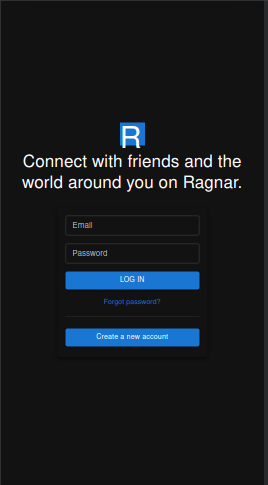 R
Connect with friends and the
world around you on Ragnar.
Email
Password
LOG IN
Forgot password?
Create a new account